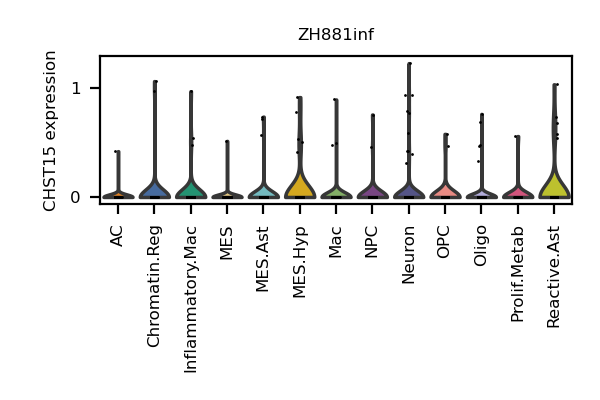 ZH881inf
CHST15 expression
1
0
AC
Chromatin.Reg
Inflammatory.Mac
MES
MES.Ast
MES.Hyp
Mac
NPC
Neuron
OPC
Oligo
Prolif.Metab
Reactive.Ast